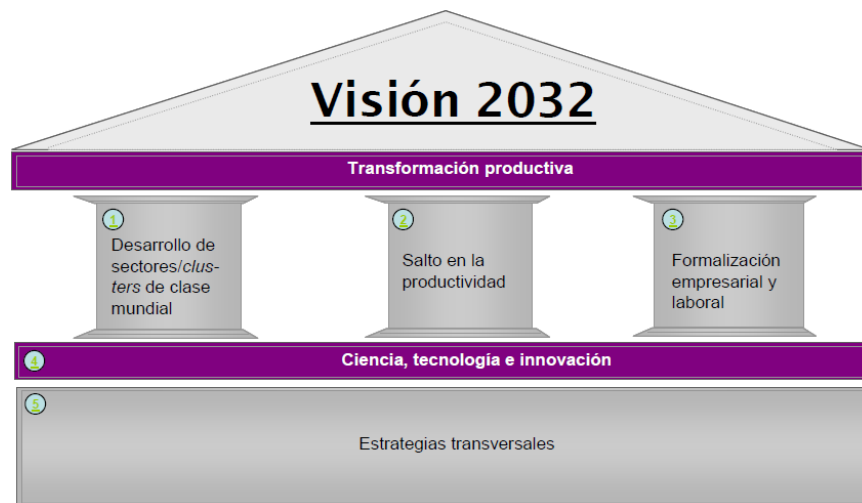 Visión 2032
Transformación productiva
1
Desarrollo de
sectores/clus-
ters de clase
mundial
2
Salto en la
productividad
3
Formalización
empresarial y
laboral
4
Ciencia, tecnología e innovación
5
Estrategias transversales